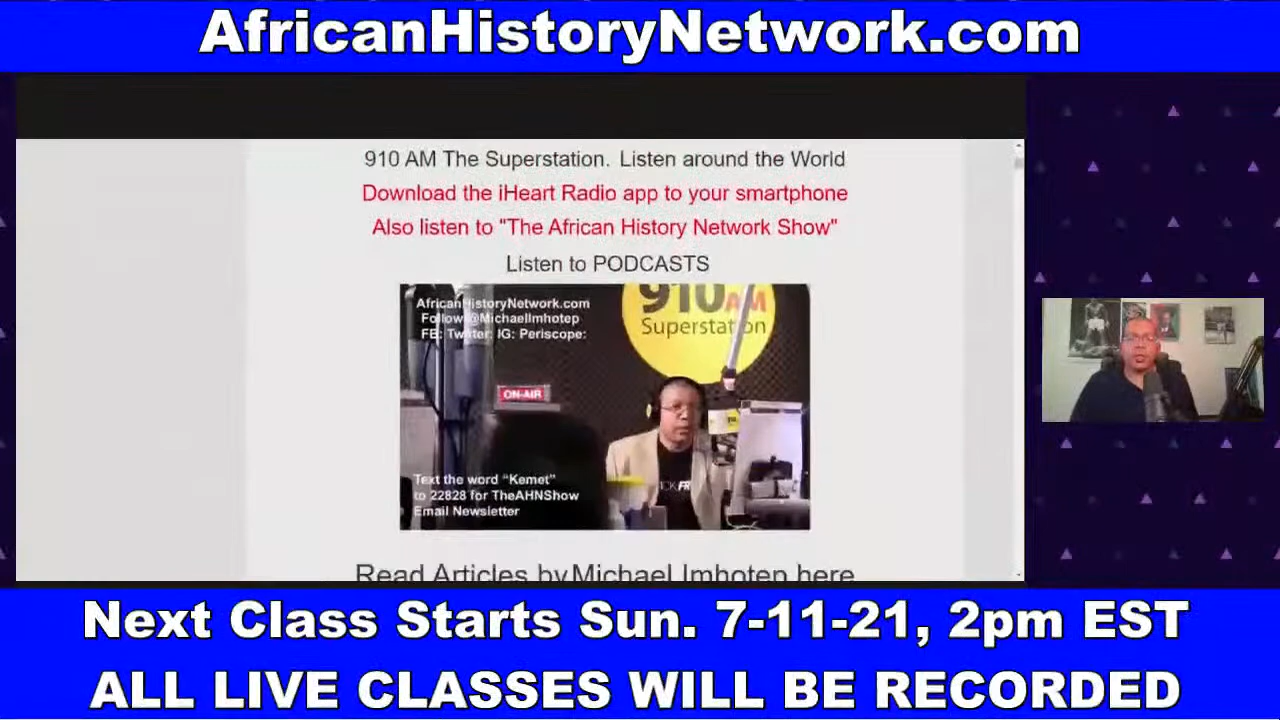 AfricanHistoryNetwork.com
910 AM The Superstation. Listen around the World
Download the iHeart Radio app to your smartphone
Also listen to "The African History Network Show"
Listen to PODCASTS
AfricanHistoryNetwork.com
Follow @MichaelImhotep
FB: Twitter: IG: Periscope:
910 AM
Superstation
ON-AIR
Text the word "Kemet"
to 22828 for TheAHNShow
Email Newsletter
Read Articles by Michael Imhotep here
Next Class Starts Sun. 7-11-21, 2pm EST
ALL LIVE CLASSES WILL BE RECORDED